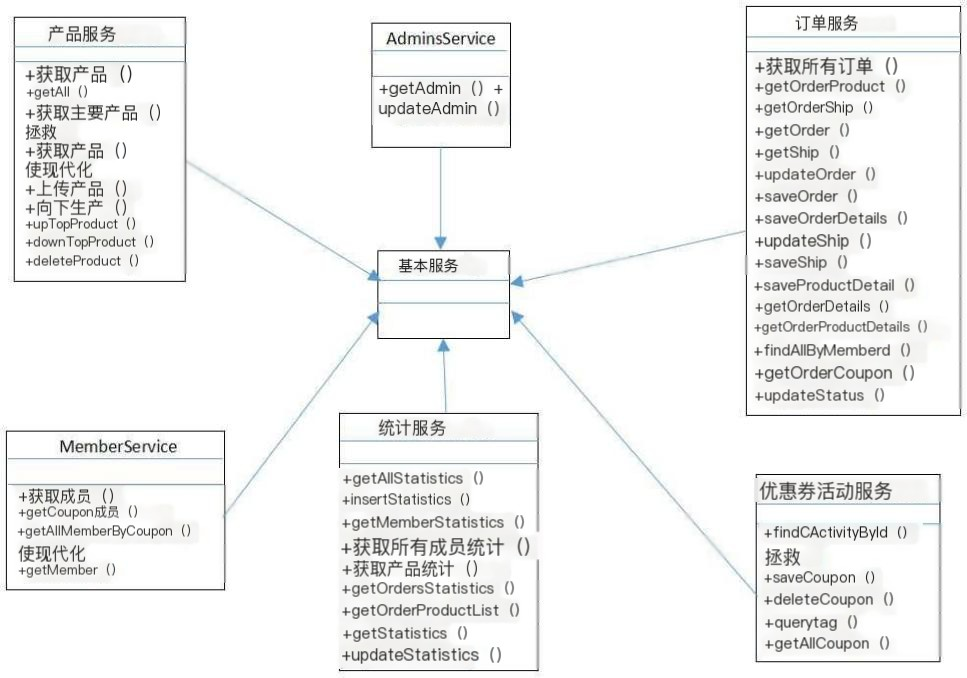 产品服务
+获取产品（）
+getAll（）
+获取主要产品（）
拯救
+获取产品（）
使现代化
+上传产品（）
+向下生产（）
+upTopProduct（）
+downTopProduct（）
+deleteProduct（）
AdminsService
+getAdmin（）+
updateAdmin（）
订单服务
+获取所有订单（）
+getOrderProduct（）
+getOrderShip（）
+getOrder（）
+getShip（）
+updateOrder（）
+saveOrder（）
+saveOrderDetails（）
+updateShip（）
+saveShip（）
+saveProductDetail（）
+getOrderDetails（）
+getOrderProductDetails（）
+findAllByMemberd（）
+getOrderCoupon（）
+updateStatus（）
基本服务
MemberService
+获取成员（）
+getCoupon成员（）
+getAllMemberByCoupon（）
使现代化
+getMember（）
统计服务
+getAllStatistics（）
+insertStatistics（）
+getMemberStatistics（）
+获取所有成员统计（）
+获取产品统计（）
+getOrdersStatistics（）
+getOrderProductList（）
+getStatistics（）
+updateStatistics（）
优惠券活动服务
+findCActivityById（）
拯救
+saveCoupon（）
+deleteCoupon（）
+querytag（）
+getAllCoupon（）